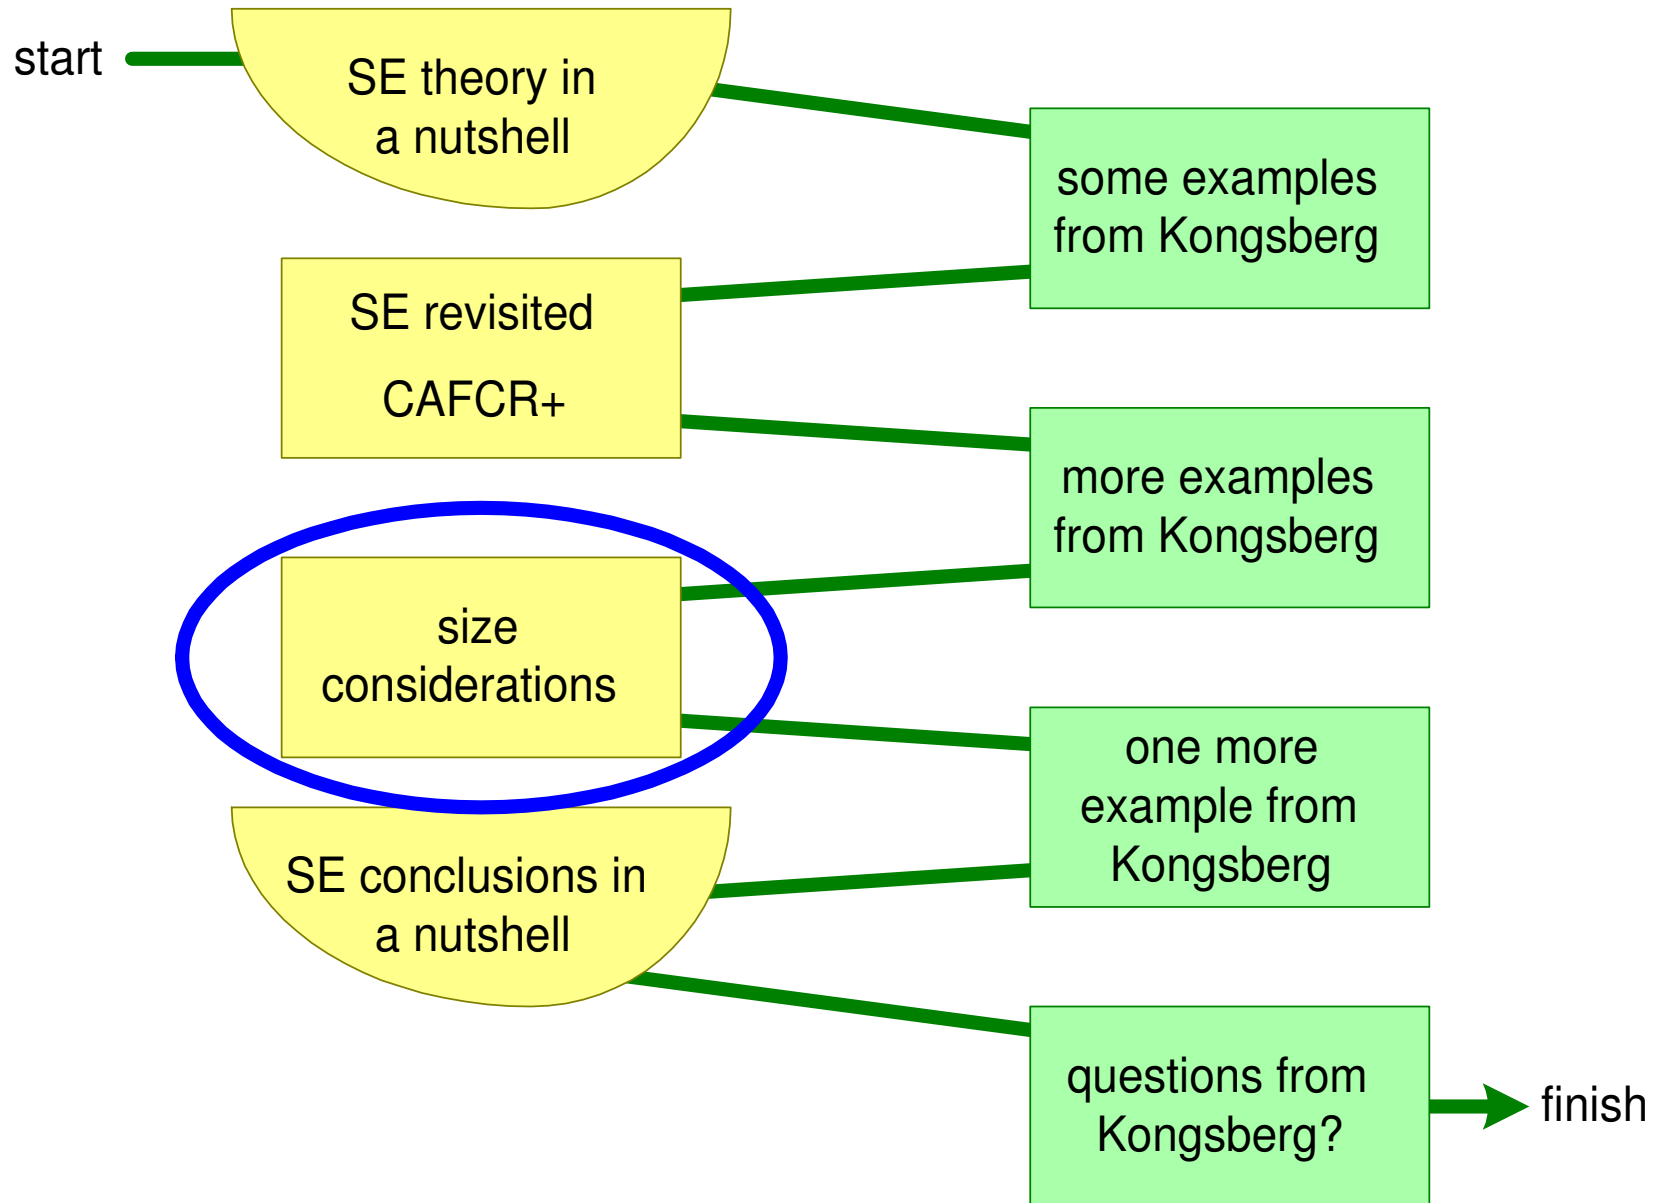 start
SE theory in
a nutshell
some examples
from Kongsberg
SE revisited
CAFCR+
more examples
from Kongsberg
size
considerations
one more
example from
Kongsberg
SE conclusions in
a nutshell
questions from
Kongsberg?
finish